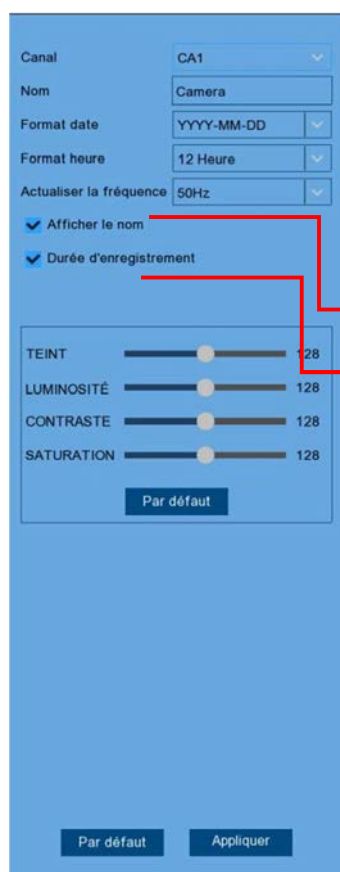 Canal CA1
Nom Camera
Format date YYYY-MM-DD
Format heure 12 Heure
Actualiser la fréquence 50Hz
Afficher le nom
Durée d'enregistrement
TEINT 128
LUMINOSITÉ 128
CONTRASTE 128
SATURATION 128
Par défaut
Par défaut Appliquer